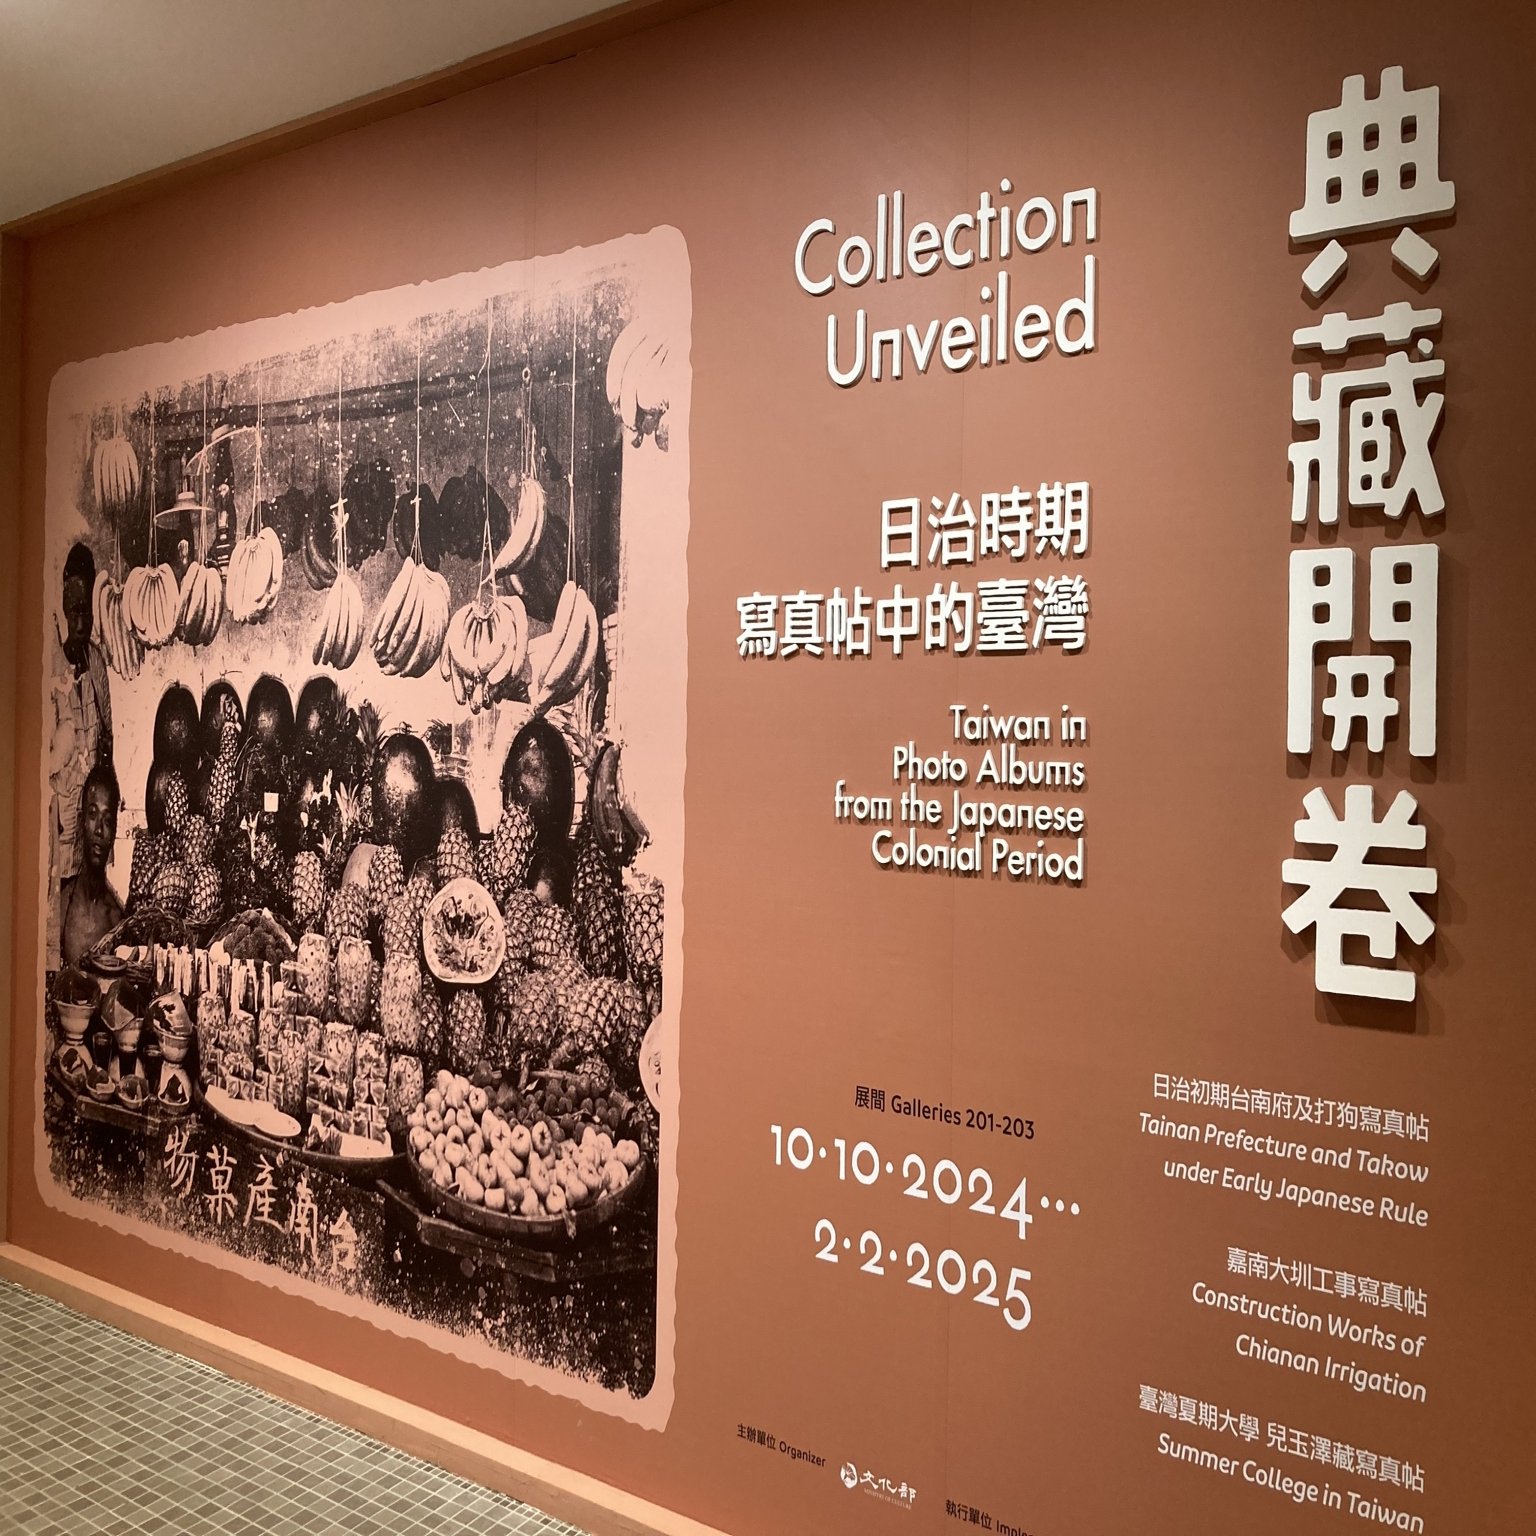 典藏開卷
Collection
Unveiled
日治時期
寫真帖中的臺灣
Taiwan in
Photo Albums
from the Japanese
Colonial Period
展間 Galleries 201-203
10·10·2024···
2·2·2025
日治初期台南府及打狗寫真帖
Tainan Prefecture and Takow
under Early Japanese Rule
嘉南大圳工事寫真帖
Construction Works of
Chianan Irrigation
臺灣夏期大學 兒玉澤藏寫真帖
Summer College in Taiwan
主辦單位 Organizer
文化部
MINISTRY OF CULTURE
執行單位
台南產菓物